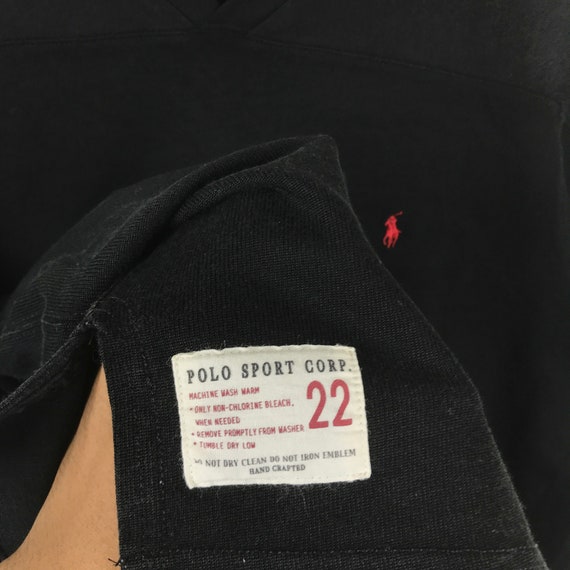 POLO SPORT CORP.
MACHINE WASH WARM
* ONLY NON-CHLORINE BLEACH,
WHEN NEEDED
* REMOVE PROMPTLY FROM WASHER
* TUMBLE DRY LOW
22
DO NOT DRY CLEAN DO NOT IRON EMBLEM
HAND CRAFTED